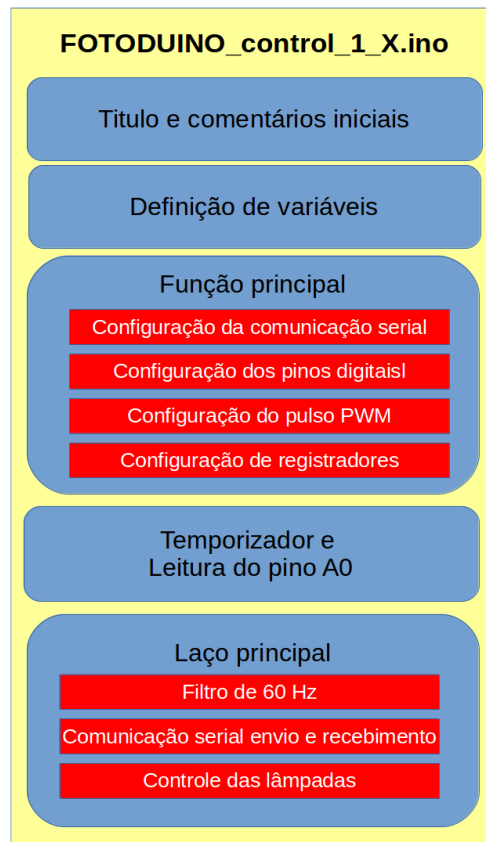 FOTODUINO_control_1_X.ino
Titulo e comentários iniciais
Definição de variáveis
Função principal
Configuração da comunicação serial
Configuração dos pinos digitaisl
Configuração do pulso PWM
Configuração de registradores
Temporizador e
Leitura do pino A0
Laço principal
Filtro de 60 Hz
Comunicação serial envio e recebimento
Controle das lâmpadas